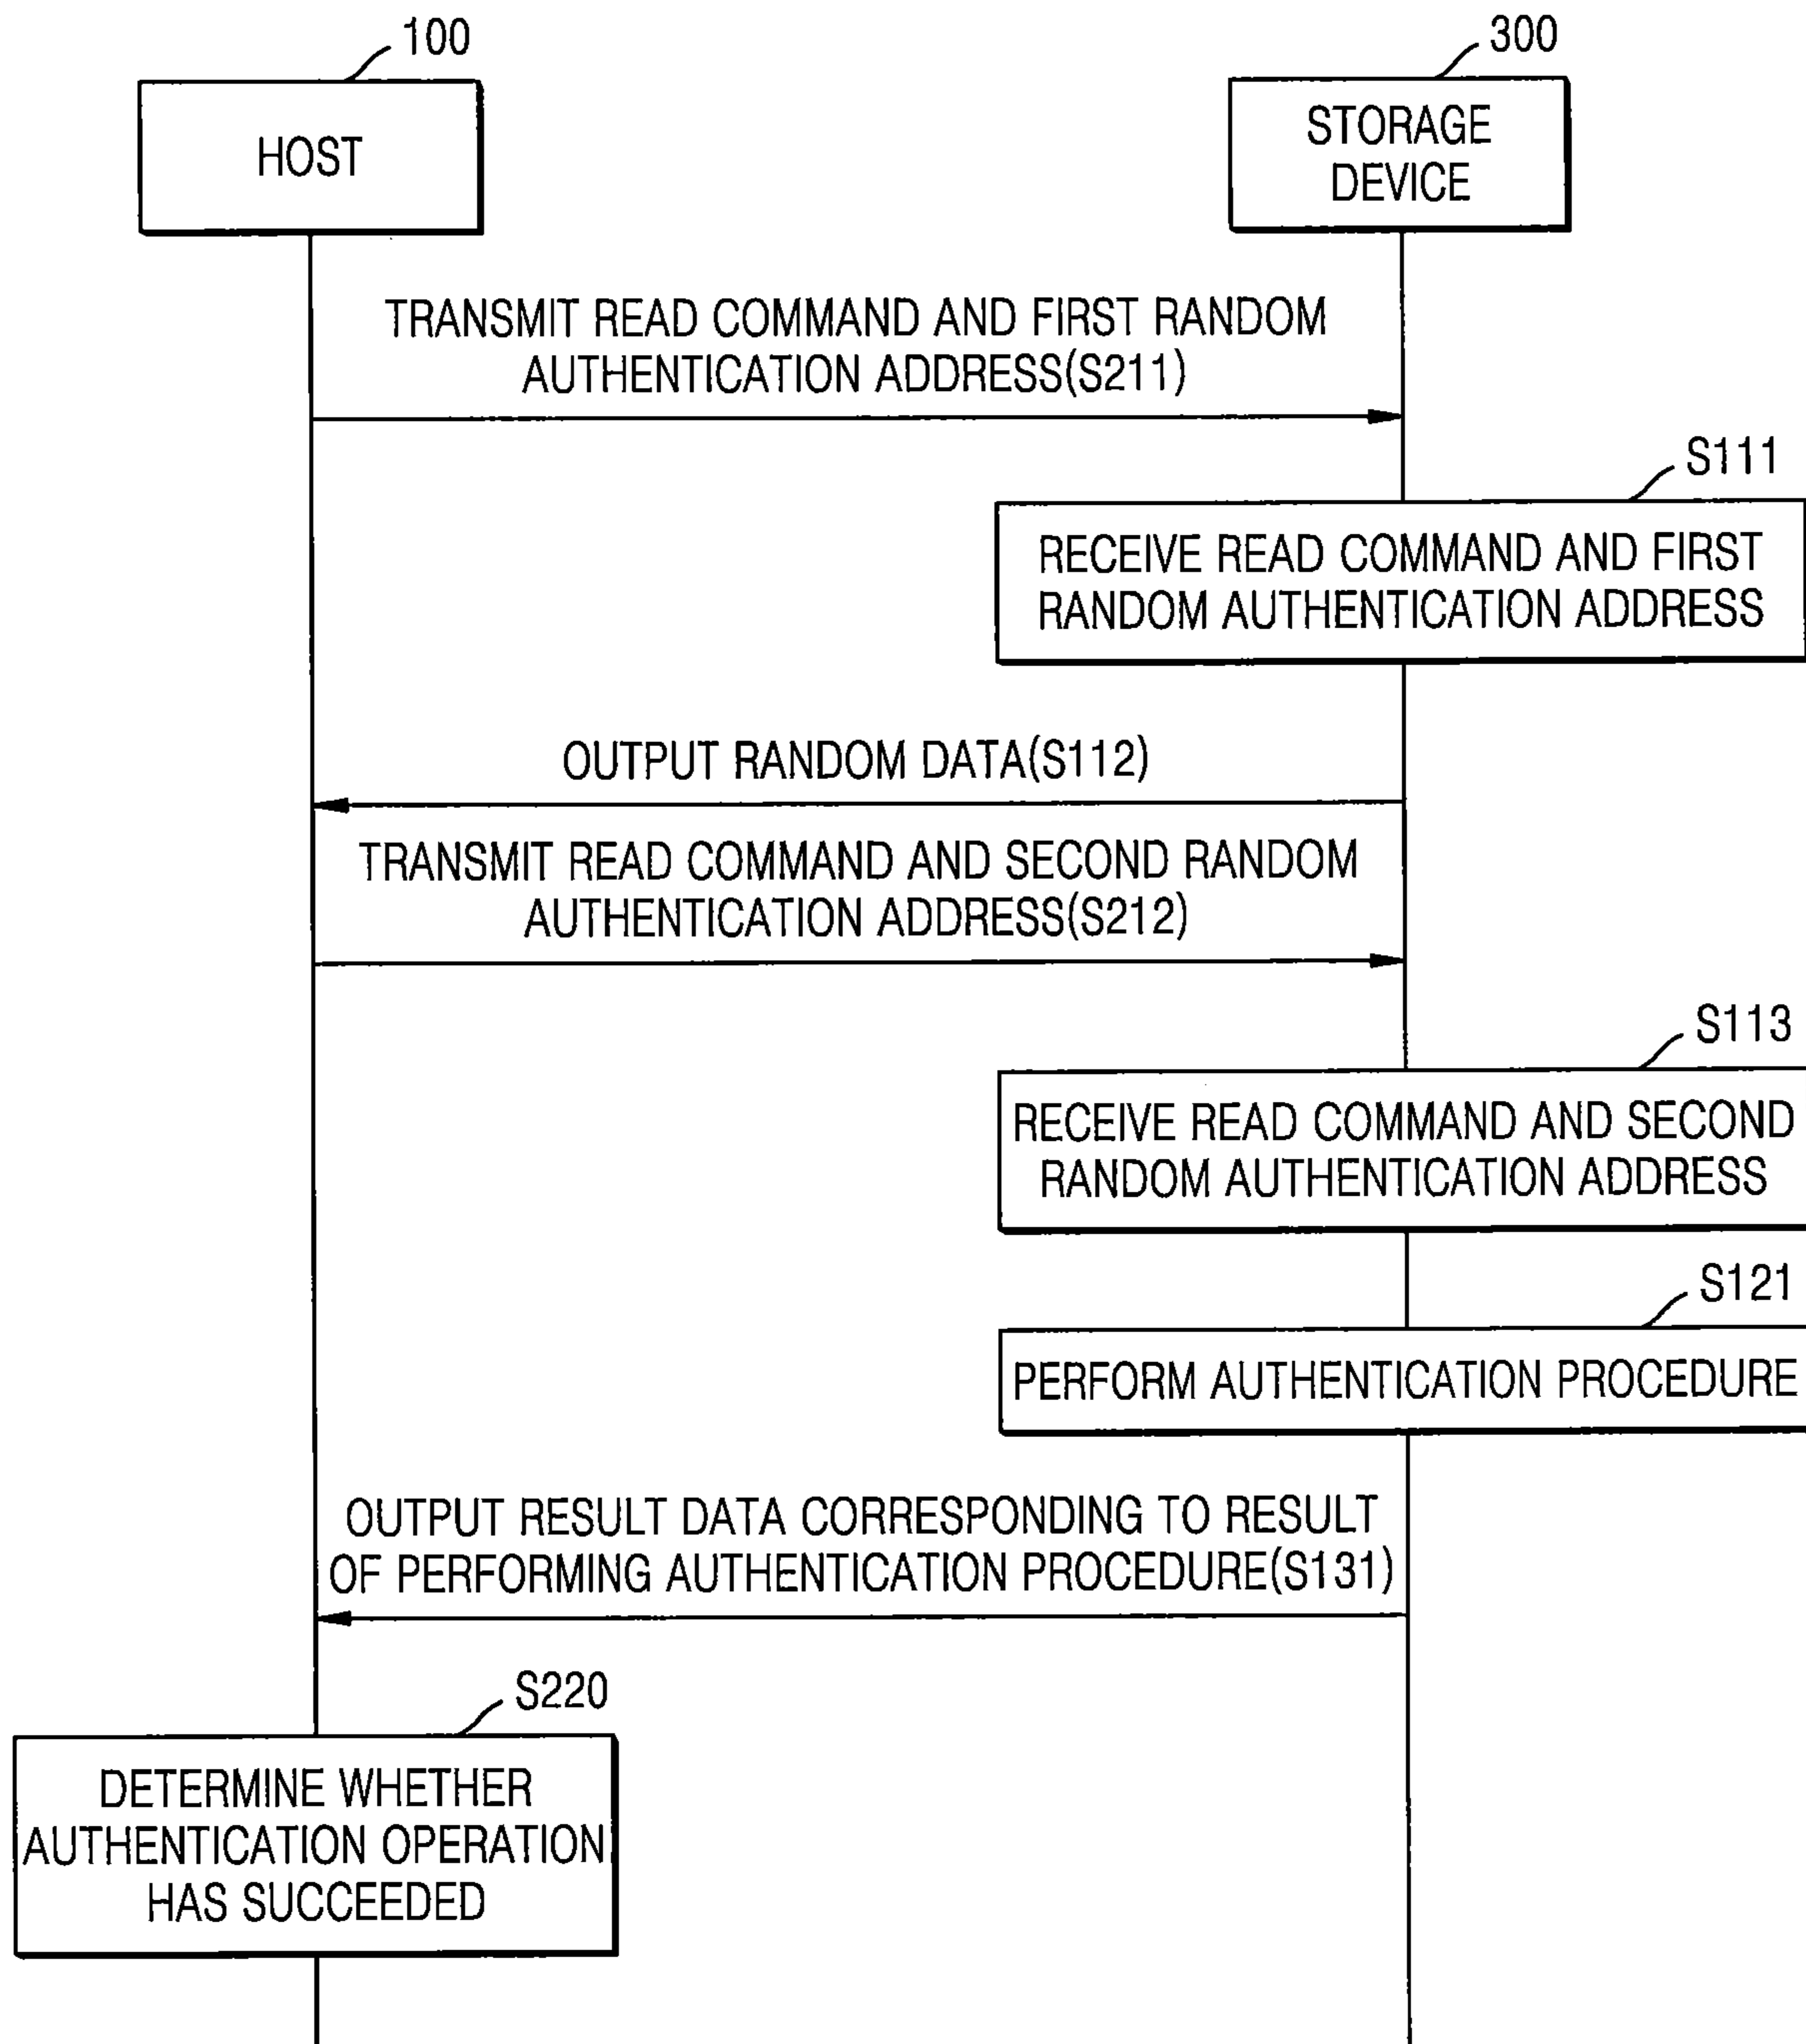 100
HOST
300
STORAGE
DEVICE
TRANSMIT READ COMMAND AND FIRST RANDOM
AUTHENTICATION ADDRESS(S211)
S111
RECEIVE READ COMMAND AND FIRST
RANDOM AUTHENTICATION ADDRESS
OUTPUT RANDOM DATA(S112)
TRANSMIT READ COMMAND AND SECOND RANDOM
AUTHENTICATION ADDRESS(S212)
S113
RECEIVE READ COMMAND AND SECOND
RANDOM AUTHENTICATION ADDRESS
S121
PERFORM AUTHENTICATION PROCEDURE
OUTPUT RESULT DATA CORRESPONDING TO RESULT
OF PERFORMING AUTHENTICATION PROCEDURE(S131)
S220
DETERMINE WHETHER
AUTHENTICATION OPERATION
HAS SUCCEEDED